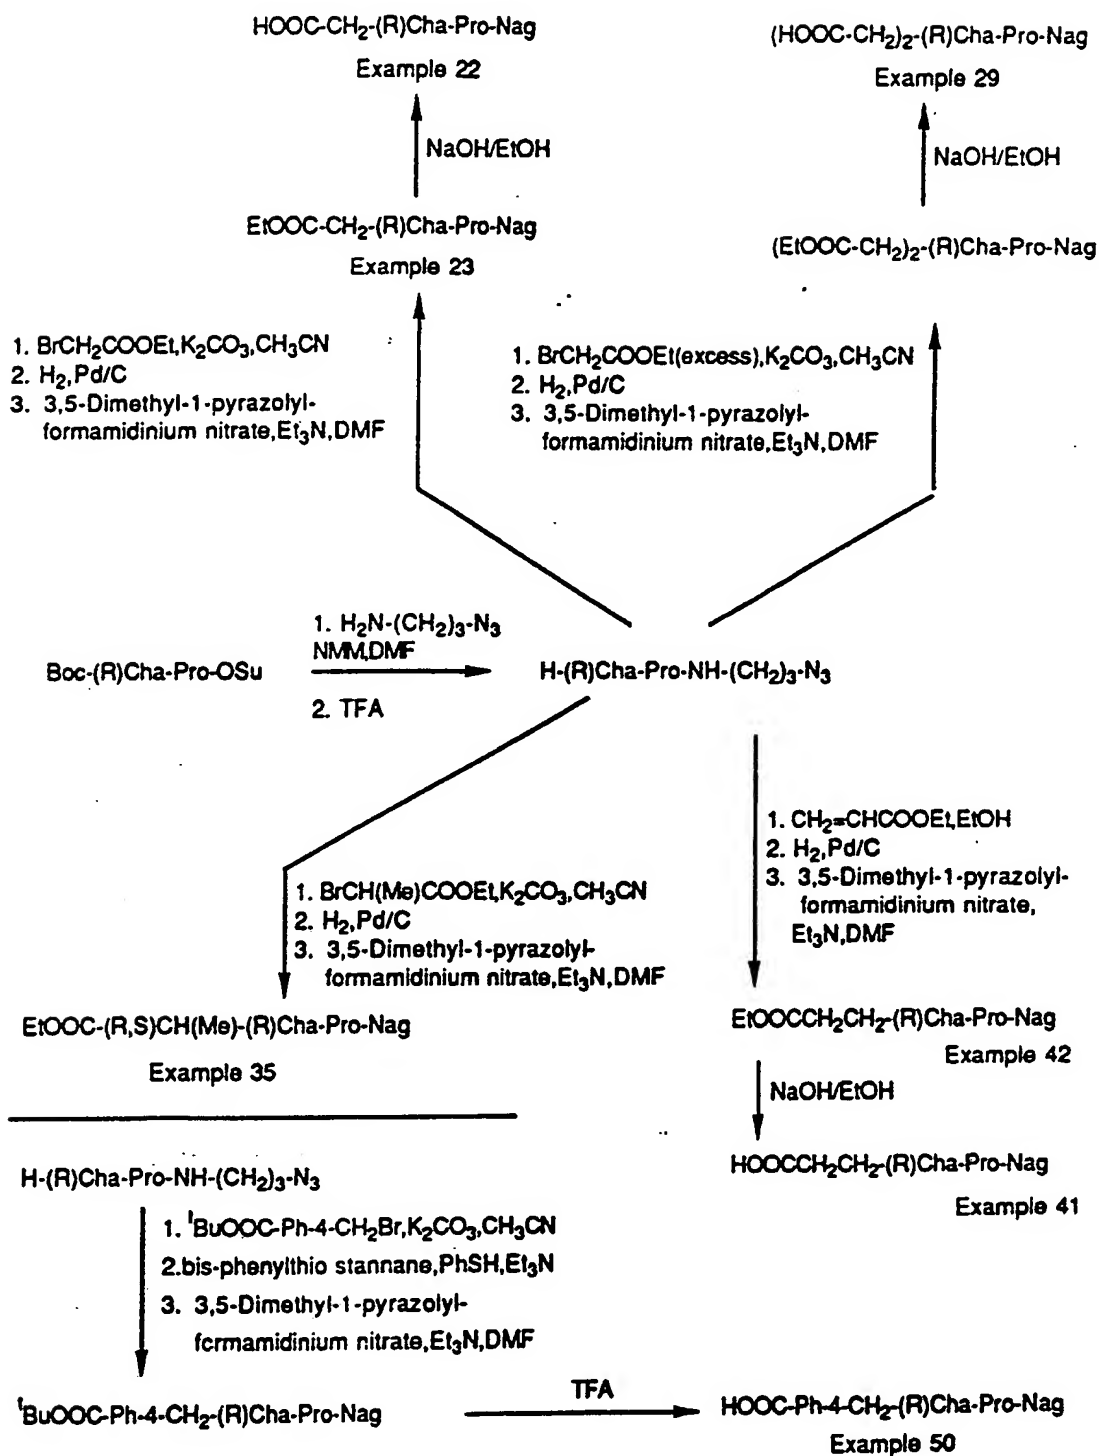 HOOC-CH2-(R)Cha-Pro-Nag
Example 22
NaOH/EtOH
EtOOC-CH2-(R)Cha-Pro-Nag
Example 23
(HOOC-CH2)2-(R)Cha-Pro-Nag
Example 29
NaOH/EtOH
(EtOOC-CH2)2-(R)Cha-Pro-Nag
1. BrCH2COOEt,K2CO3,CH3CN
2. H2,Pd/C
3. 3,5-Dimethyl-1-pyrazolyl-
formamidinium nitrate,Et3N,DMF
1. BrCH2COOEt(excess),K2CO3,CH3CN
2. H2,Pd/C
3. 3,5-Dimethyl-1-pyrazolyl-
formamidinium nitrate,Et3N,DMF
Boc-(R)Cha-Pro-OSu
1. H2N-(CH2)3-N3
NMM,DMF
2. TFA
H-(R)Cha-Pro-NH-(CH2)3-N3
1. BrCH(Me)COOEt,K2CO3,CH3CN
2. H2,Pd/C
3. 3,5-Dimethyl-1-pyrazolyl-
formamidinium nitrate,Et3N,DMF
EtOOC-(R,S)CH(Me)-(R)Cha-Pro-Nag
Example 35
1. CH2=CHCOOEt,EtOH
2. H2,Pd/C
3. 3,5-Dimethyl-1-pyrazolyl-
formamidinium nitrate,
Et3N,DMF
EtOOCCH2CH2-(R)Cha-Pro-Nag
Example 42
NaOH/EtOH
HOOCCH2CH2-(R)Cha-Pro-Nag
Example 41
H-(R)Cha-Pro-NH-(CH2)3-N3
1. tBuOOC-Ph-4-CH2Br,K2CO3,CH3CN
2.bis-phenylthio stannane,PhSH,Et3N
3. 3,5-Dimethyl-1-pyrazolyl-
formamidinium nitrate,Et3N,DMF
tBuOOC-Ph-4-CH2-(R)Cha-Pro-Nag
TFA
HOOC-Ph-4-CH2-(R)Cha-Pro-Nag
Example 50